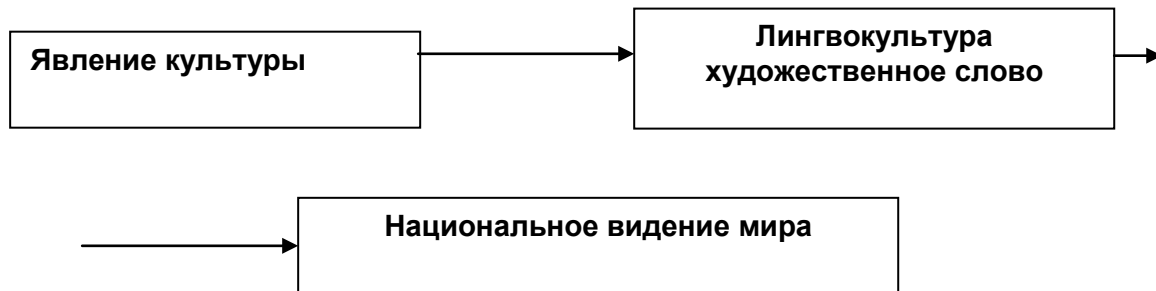 Явление культуры
Лингвокультура
художественное слово
Национальное видение мира